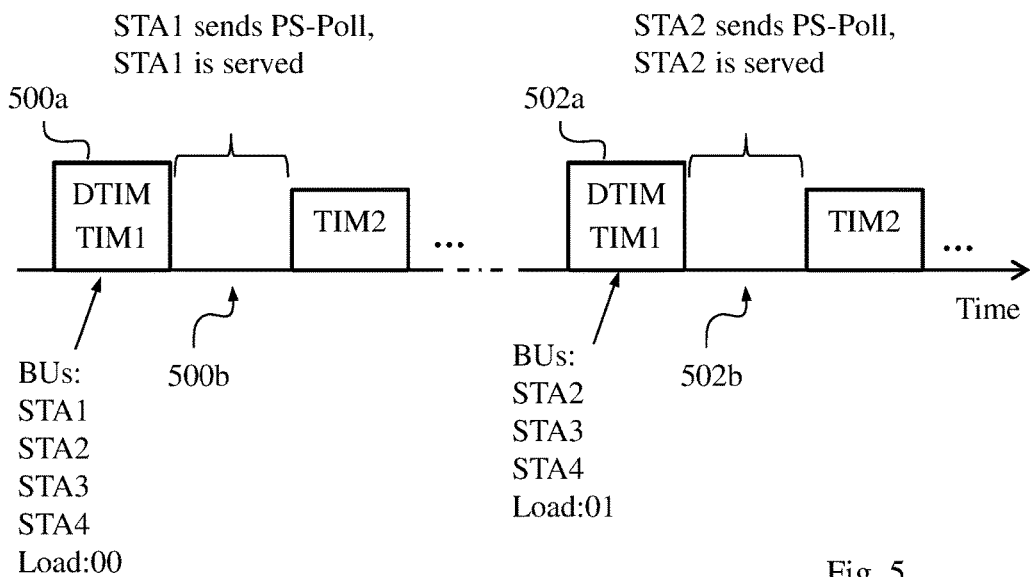 STA1 sends PS-Poll,
STA1 is served
STA2 sends PS-Poll,
STA2 is served
500a
502a
DTIM
TIM1
TIM2
...
DTIM
TIM1
TIM2
...
Time
500b
502b
BUs:
STA1
STA2
STA3
STA4
Load:00
BUs:
STA2
STA3
STA4
Load:01
Fig. 5